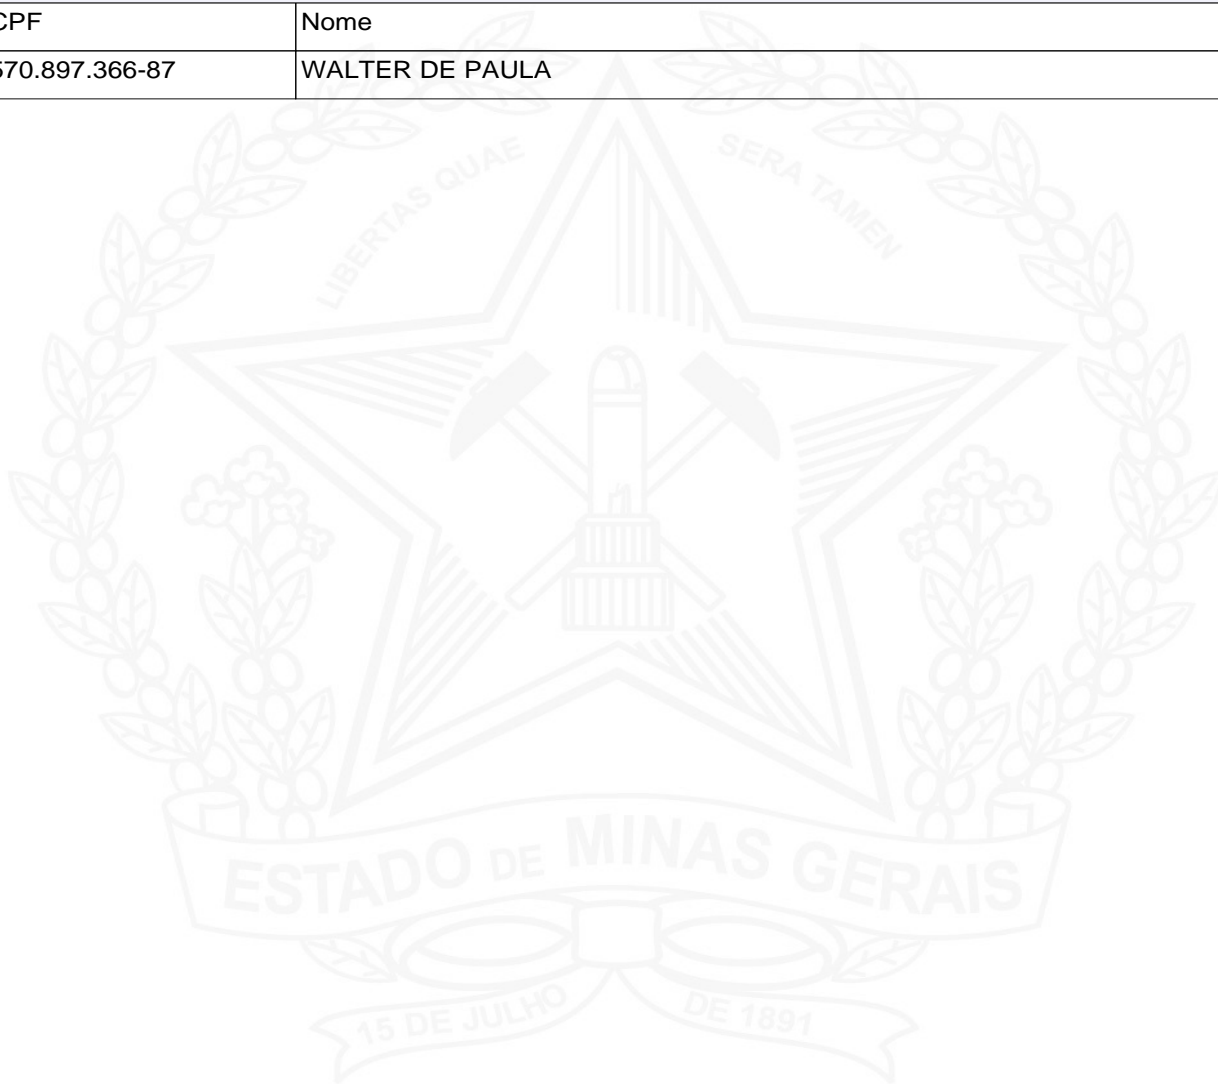 CPF Nome
570.897.366-87 WALTER DE PAULA
LIBERTAS QUAE SERA TAMEN
ESTADO DE MINAS GERAIS
15 DE JULHO DE 1891